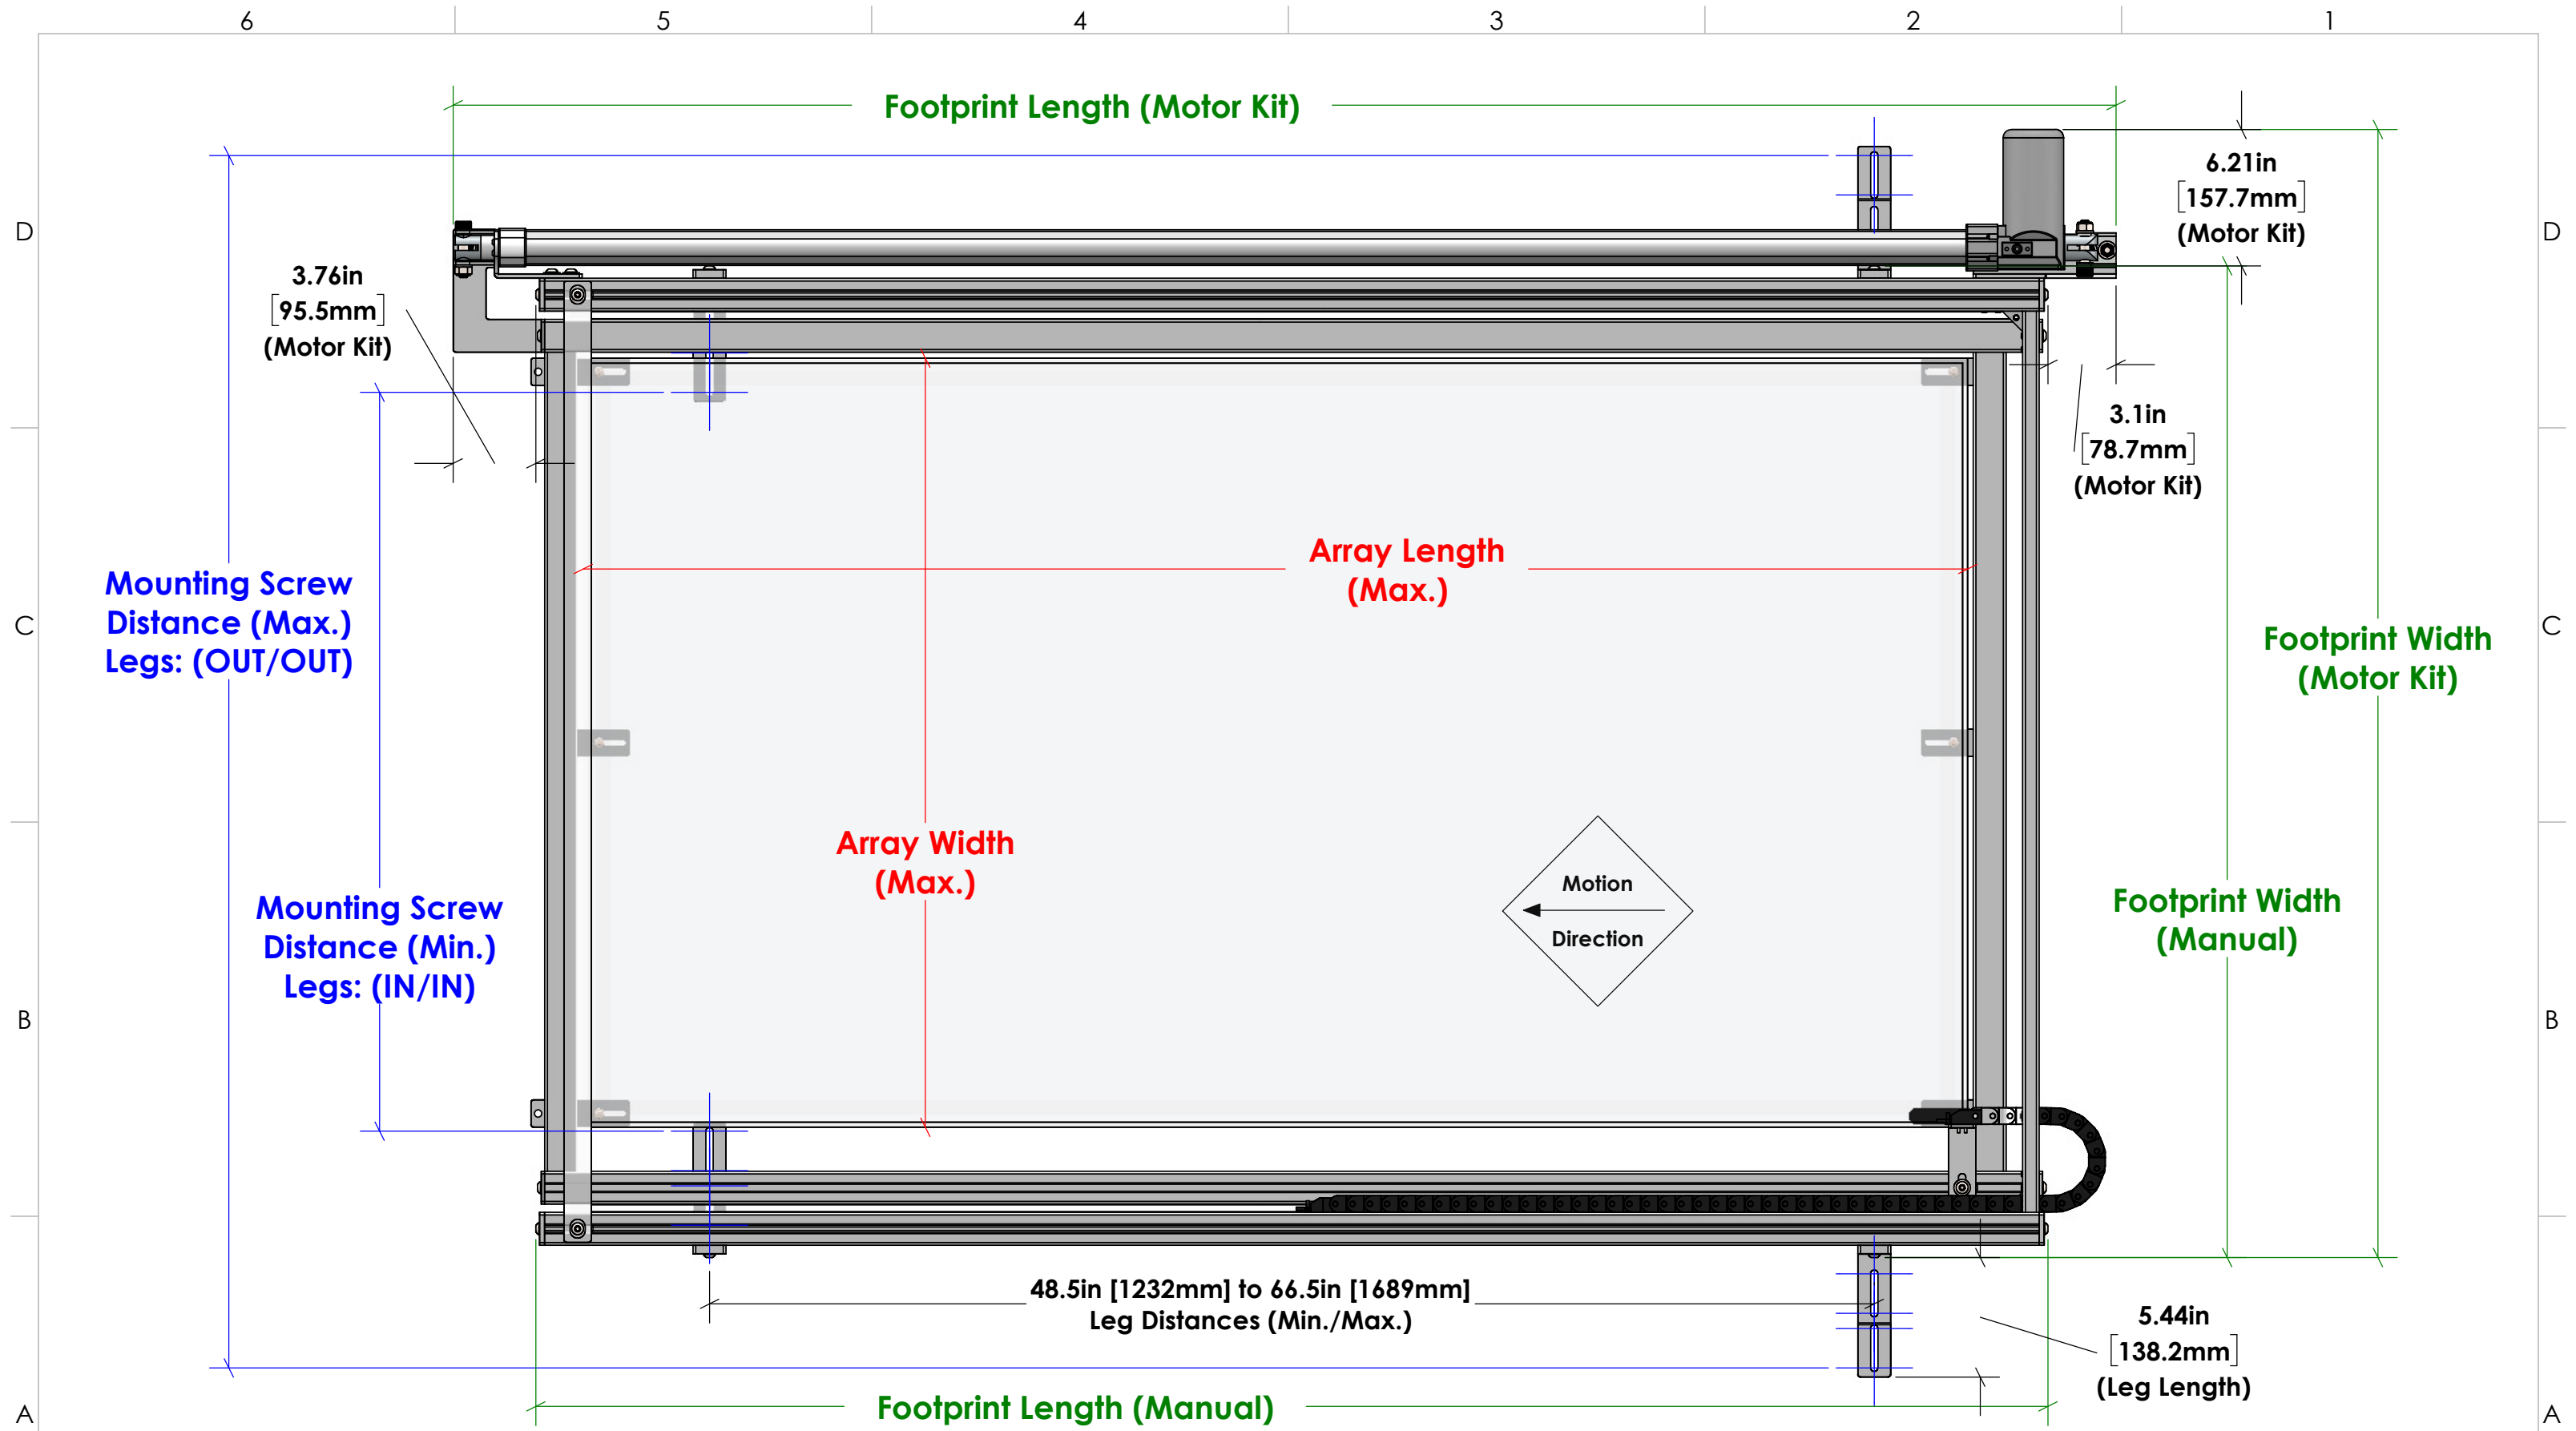 6 5 4 3 2 1
Footprint Length (Motor Kit)
6.21in
[157.7mm]
(Motor Kit)
D D
3.76in
[95.5mm]
(Motor Kit)
3.1in
[78.7mm]
(Motor Kit)
Array Length
(Max.)
Mounting Screw
Distance (Max.)
Legs: (OUT/OUT)
C C
Footprint Width
(Motor Kit)
Array Width
(Max.)
Motion
Direction
Mounting Screw
Distance (Min.)
Legs: (IN/IN)
Footprint Width
(Manual)
B B
48.5in [1232mm] to 66.5in [1689mm]
Leg Distances (Min./Max.)
5.44in
[138.2mm]
(Leg Length)
Footprint Length (Manual)
A A